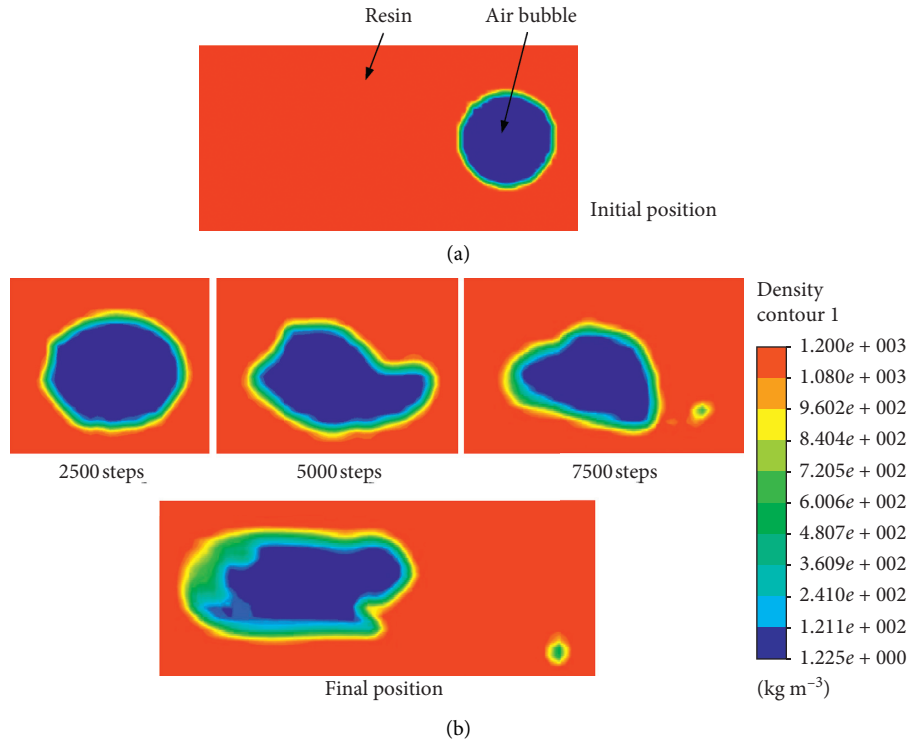 Resin
Air bubble
Initial position
(a)
2500 steps
5000 steps
7500 steps
Final position
Density
contour 1
1.200e + 003
1.080e + 003
9.602e + 002
8.404e + 002
7.205e + 002
6.006e + 002
4.807e + 002
3.609e + 002
2.410e + 002
1.211e + 002
1.225e + 000
(kg m⁻³)
(b)